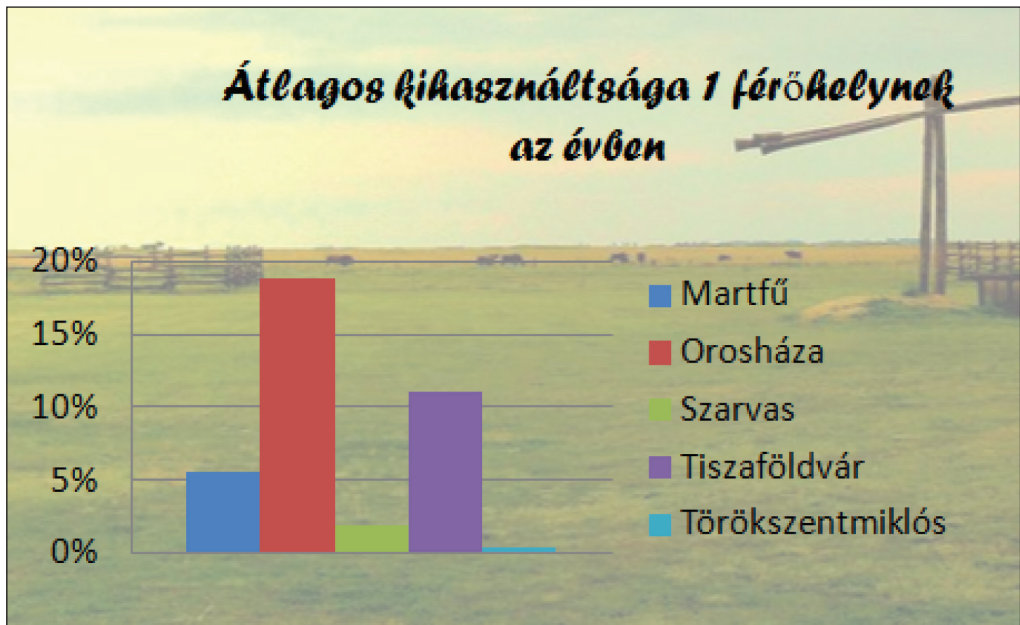 Átlagos kihasználtsága 1 férőhelynek
az évben
20%
15%
10%
5%
0%
Martfű
Orosháza
Szarvas
Tiszaföldvár
Törökszentmiklós